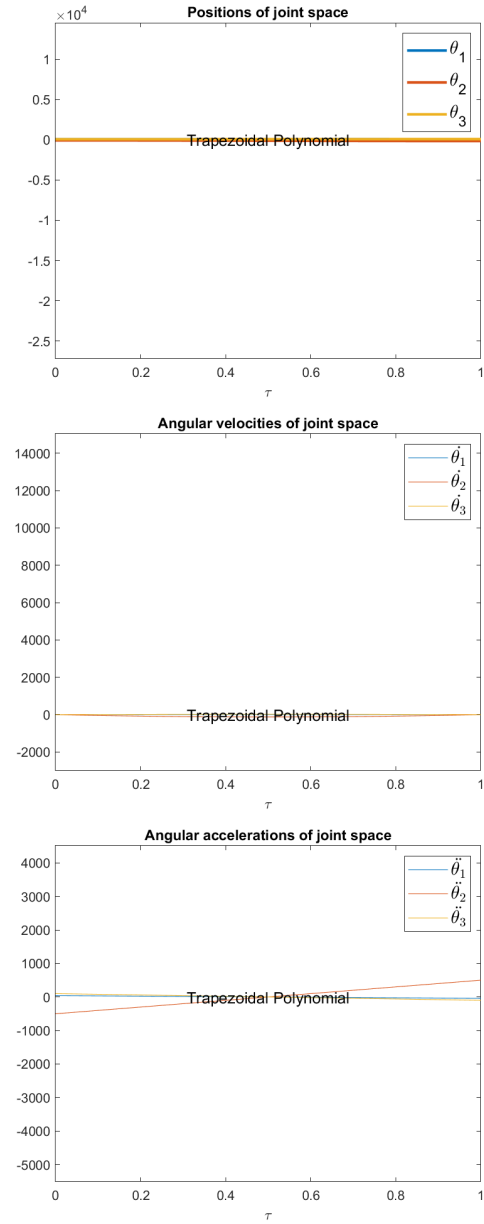 Positions of joint space
×10⁴
1
0.5
0
-0.5
-1
-1.5
-2
-2.5
θ₁
θ₂
θ₃
Trapezoidal Polynomial
0 0.2 0.4 0.6 0.8 1
τ
Angular velocities of joint space
14000
12000
10000
8000
6000
4000
2000
0
-2000
θ̇₁
θ̇₂
θ̇₃
Trapezoidal Polynomial
0 0.2 0.4 0.6 0.8 1
τ
Angular accelerations of joint space
4000
3000
2000
1000
0
-1000
-2000
-3000
-4000
-5000
θ̈₁
θ̈₂
θ̈₃
Trapezoidal Polynomial
0 0.2 0.4 0.6 0.8 1
τ